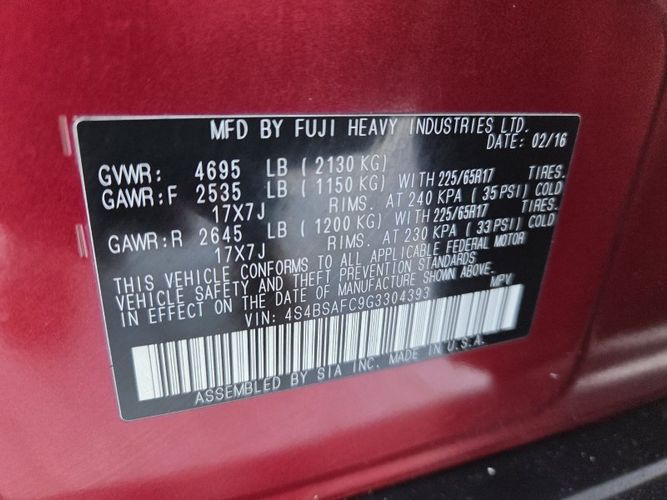 MFD BY FUJI HEAVY INDUSTRIES LTD.
DATE: 02/16
GVWR: 4695 LB (2130 KG)
GAWR:F 2535 LB (1150 KG) WITH 225/65R17 TIRES.
17X7J RIMS. AT 240 KPA (35 PSI) COLD
GAWR:R 2645 LB (1200 KG) WITH 225/65R17 TIRES.
17X7J RIMS. AT 230 KPA (33 PSI) COLD
THIS VEHICLE CONFORMS TO ALL APPLICABLE FEDERAL MOTOR
VEHICLE SAFETY AND THEFT PREVENTION STANDARDS
IN EFFECT ON THE DATE OF MANUFACTURE SHOWN ABOVE.
VIN: 4S4BSAFC9G3304393 MPV
ASSEMBLED BY SIA INC. MADE IN U.S.A.